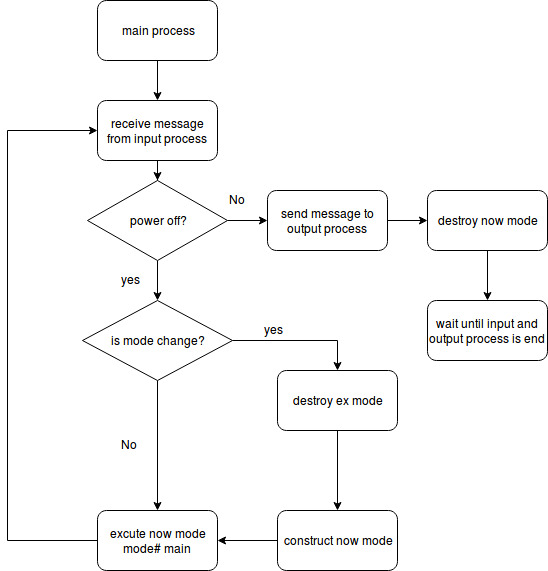 main process
receive message
from input process
power off?
No
send message to
output process
destroy now mode
yes
wait until input and
output process is end
is mode change?
yes
destroy ex mode
No
excute now mode
mode# main
construct now mode